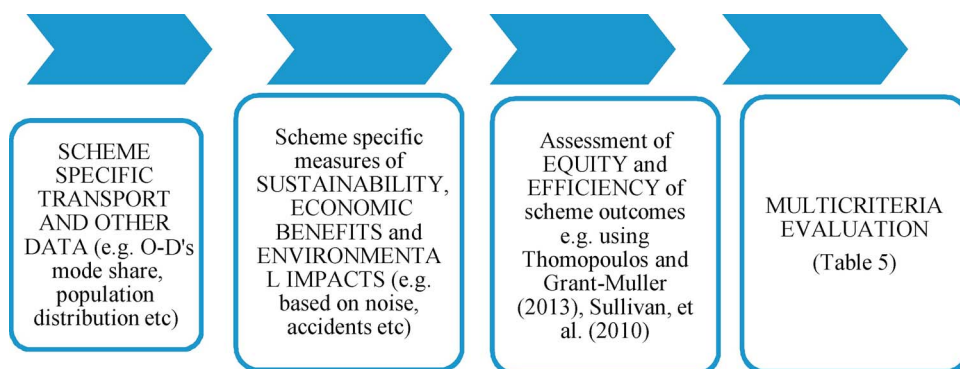 SCHEME
SPECIFIC
TRANSPORT
AND OTHER
DATA (e.g. O-D's
mode share,
population
distribution etc)
Scheme specific
measures of
SUSTAINABILITY,
ECONOMIC
BENEFITS and
ENVIRONMENTA
L IMPACTS (e.g.
based on noise,
accidents etc)
Assessment of
EQUITY and
EFFICIENCY of
scheme outcomes
e.g. using
Thomopoulos and
Grant-Muller
(2013), Sullivan, et
al. (2010)
MULTICRITERIA
EVALUATION
(Table 5)